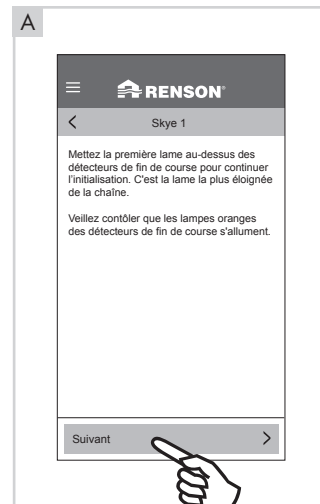 A
RENSON®
Skye 1
Mettez la première lame au-dessus des
détecteurs de fin de course pour continuer
l'initialisation. C'est la lame la plus éloignée
de la chaîne.
Veillez contôler que les lampes oranges
des détecteurs de fin de course s'allument.
Suivant